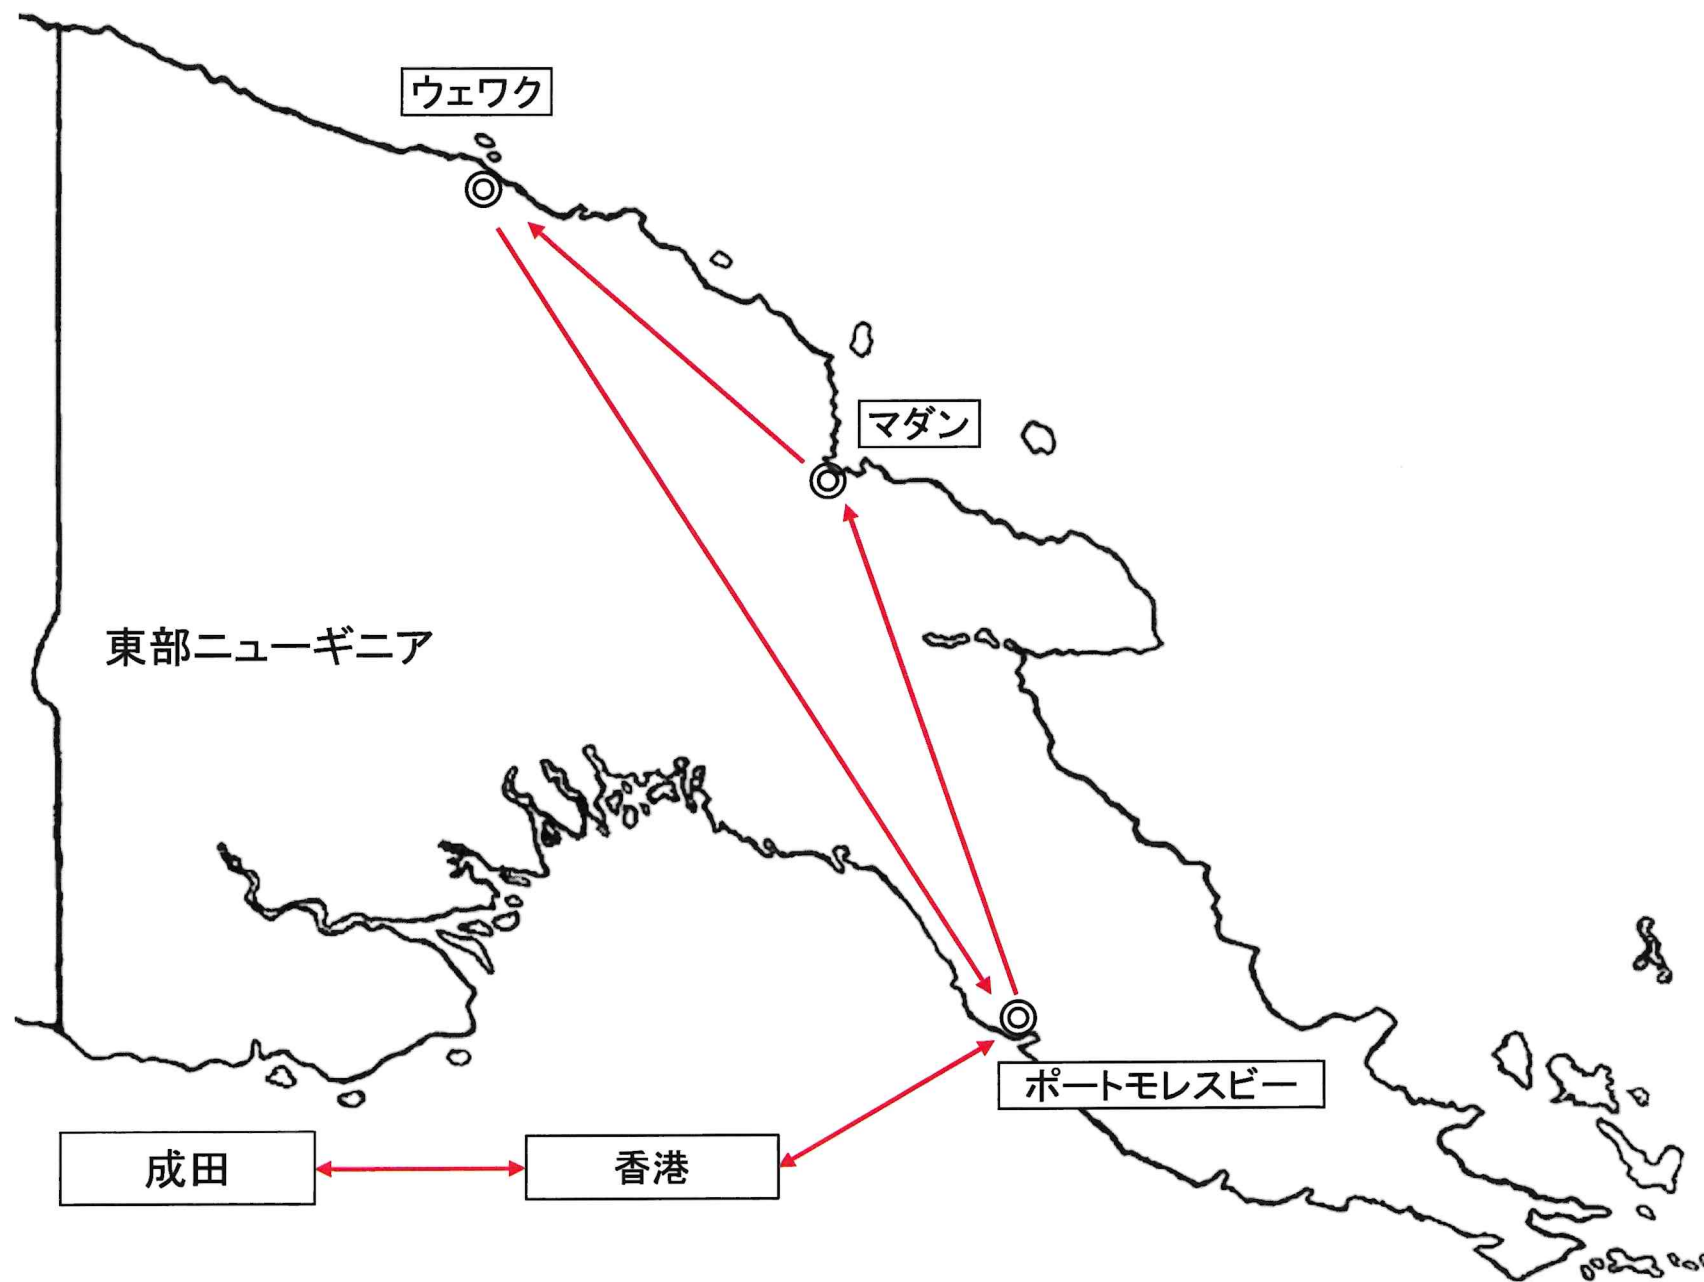 ウェワク
マダン
東部ニューギニア
ポートモレスビー
成田
香港